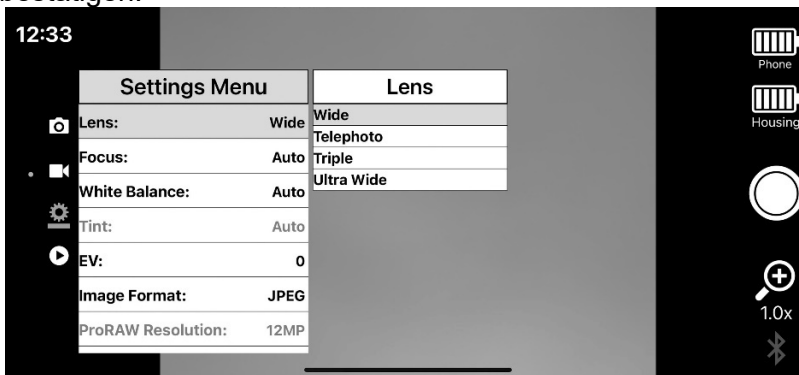 bestätigen.
12:33
Phone
Housing
Settings Menu
Lens: Wide
Focus: Auto
White Balance: Auto
Tint: Auto
EV: 0
Image Format: JPEG
ProRAW Resolution: 12MP
Lens
Wide
Telephoto
Triple
Ultra Wide
1.0x